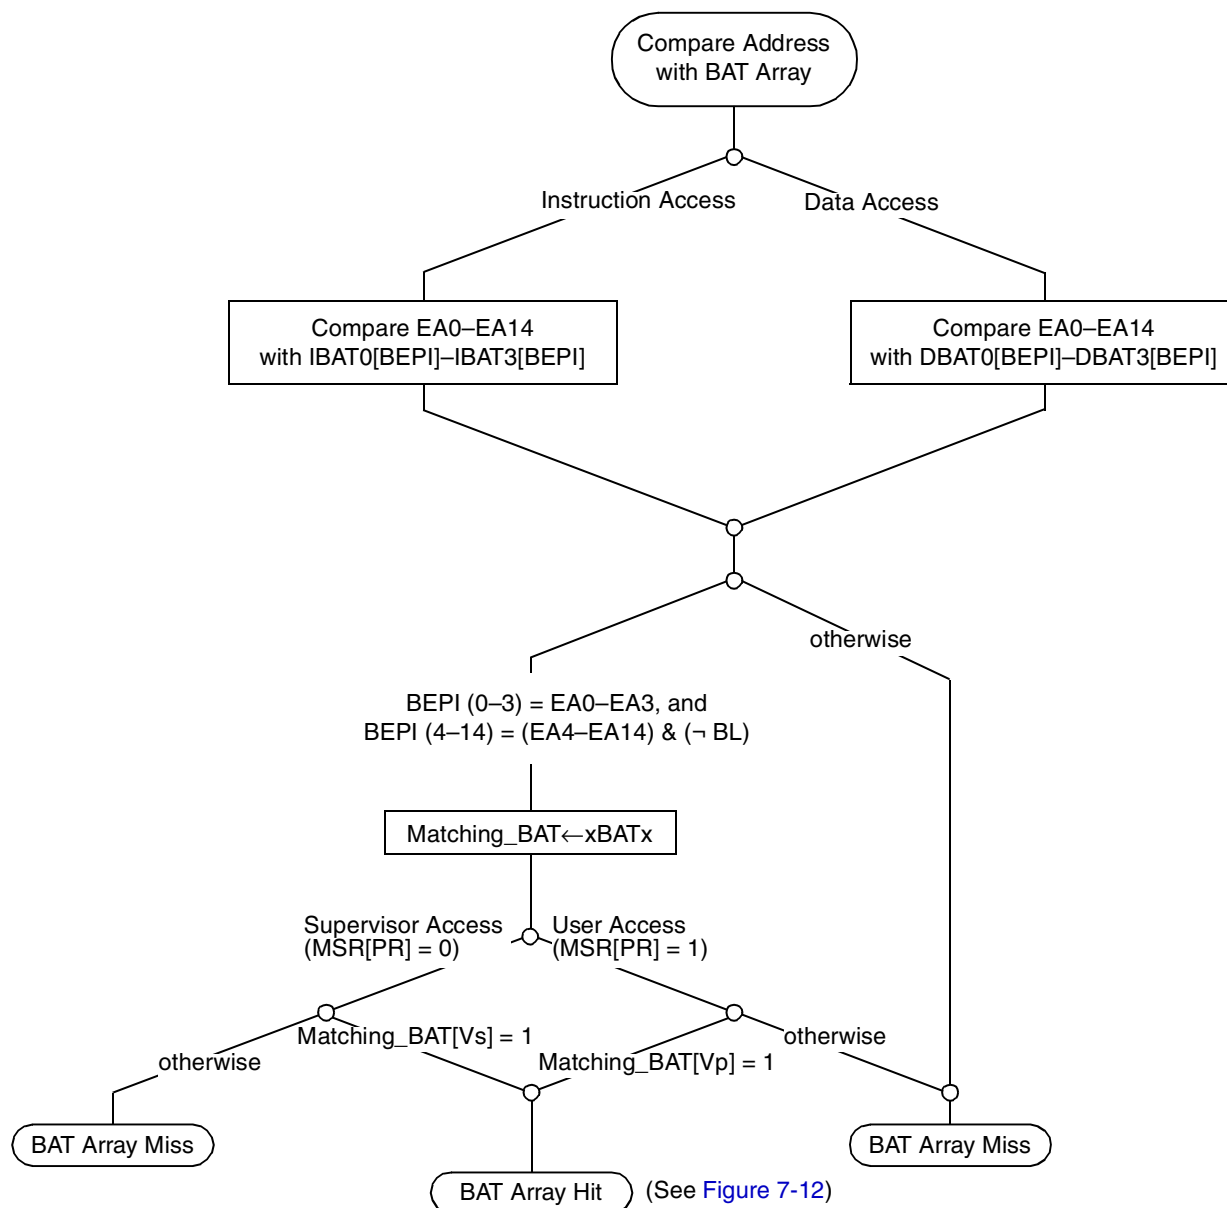 Compare Address
with BAT Array
Instruction Access
Data Access
Compare EA0–EA14
with IBAT0[BEPI]–IBAT3[BEPI]
Compare EA0–EA14
with DBAT0[BEPI]–DBAT3[BEPI]
otherwise
BEPI (0–3) = EA0–EA3, and
BEPI (4–14) = (EA4–EA14) & (¬ BL)
Matching_BAT←xBATx
Supervisor Access
(MSR[PR] = 0)
User Access
(MSR[PR] = 1)
Matching_BAT[Vs] = 1
otherwise
otherwise
Matching_BAT[Vp] = 1
BAT Array Miss
BAT Array Miss
BAT Array Hit
(See Figure 7-12)